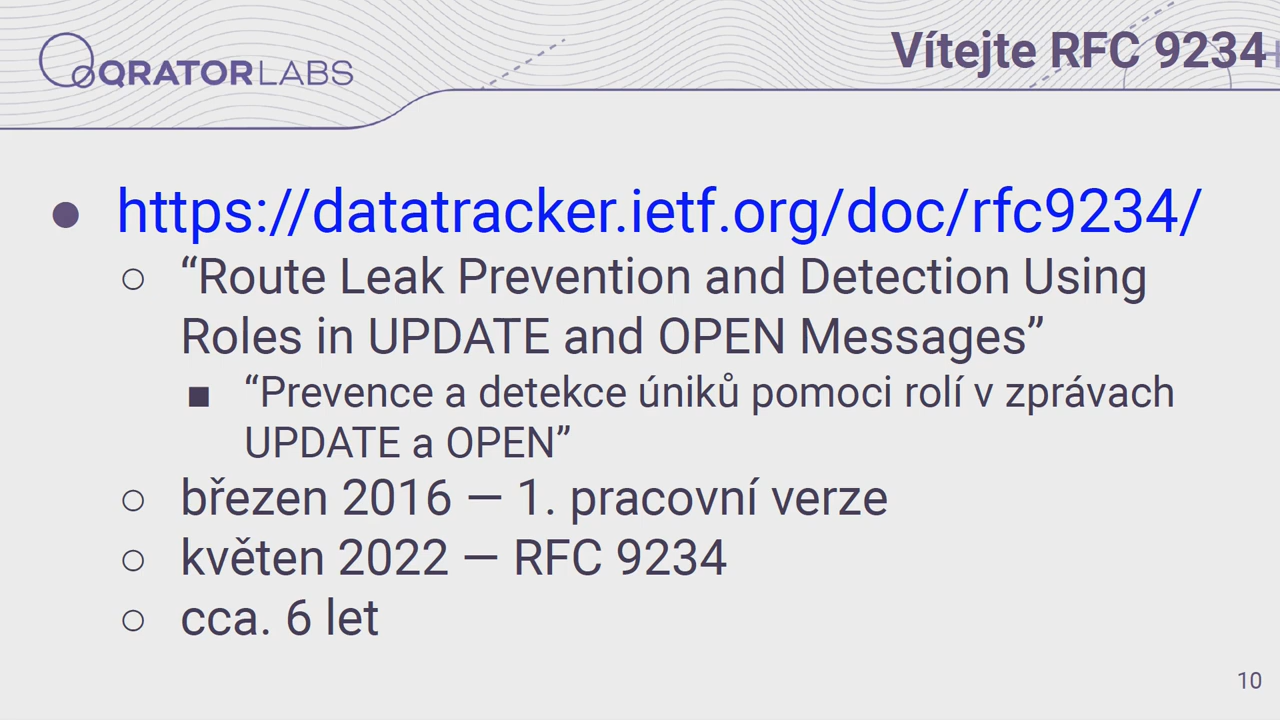 QRATORLABS
Vítejte RFC 9234
● https://datatracker.ietf.org/doc/rfc9234/
○ “Route Leak Prevention and Detection Using
Roles in UPDATE and OPEN Messages”
■ “Prevence a detekce úniků pomoci rolí v zprávach
UPDATE a OPEN”
○ březen 2016 — 1. pracovní verze
○ květen 2022 — RFC 9234
○ cca. 6 let
10